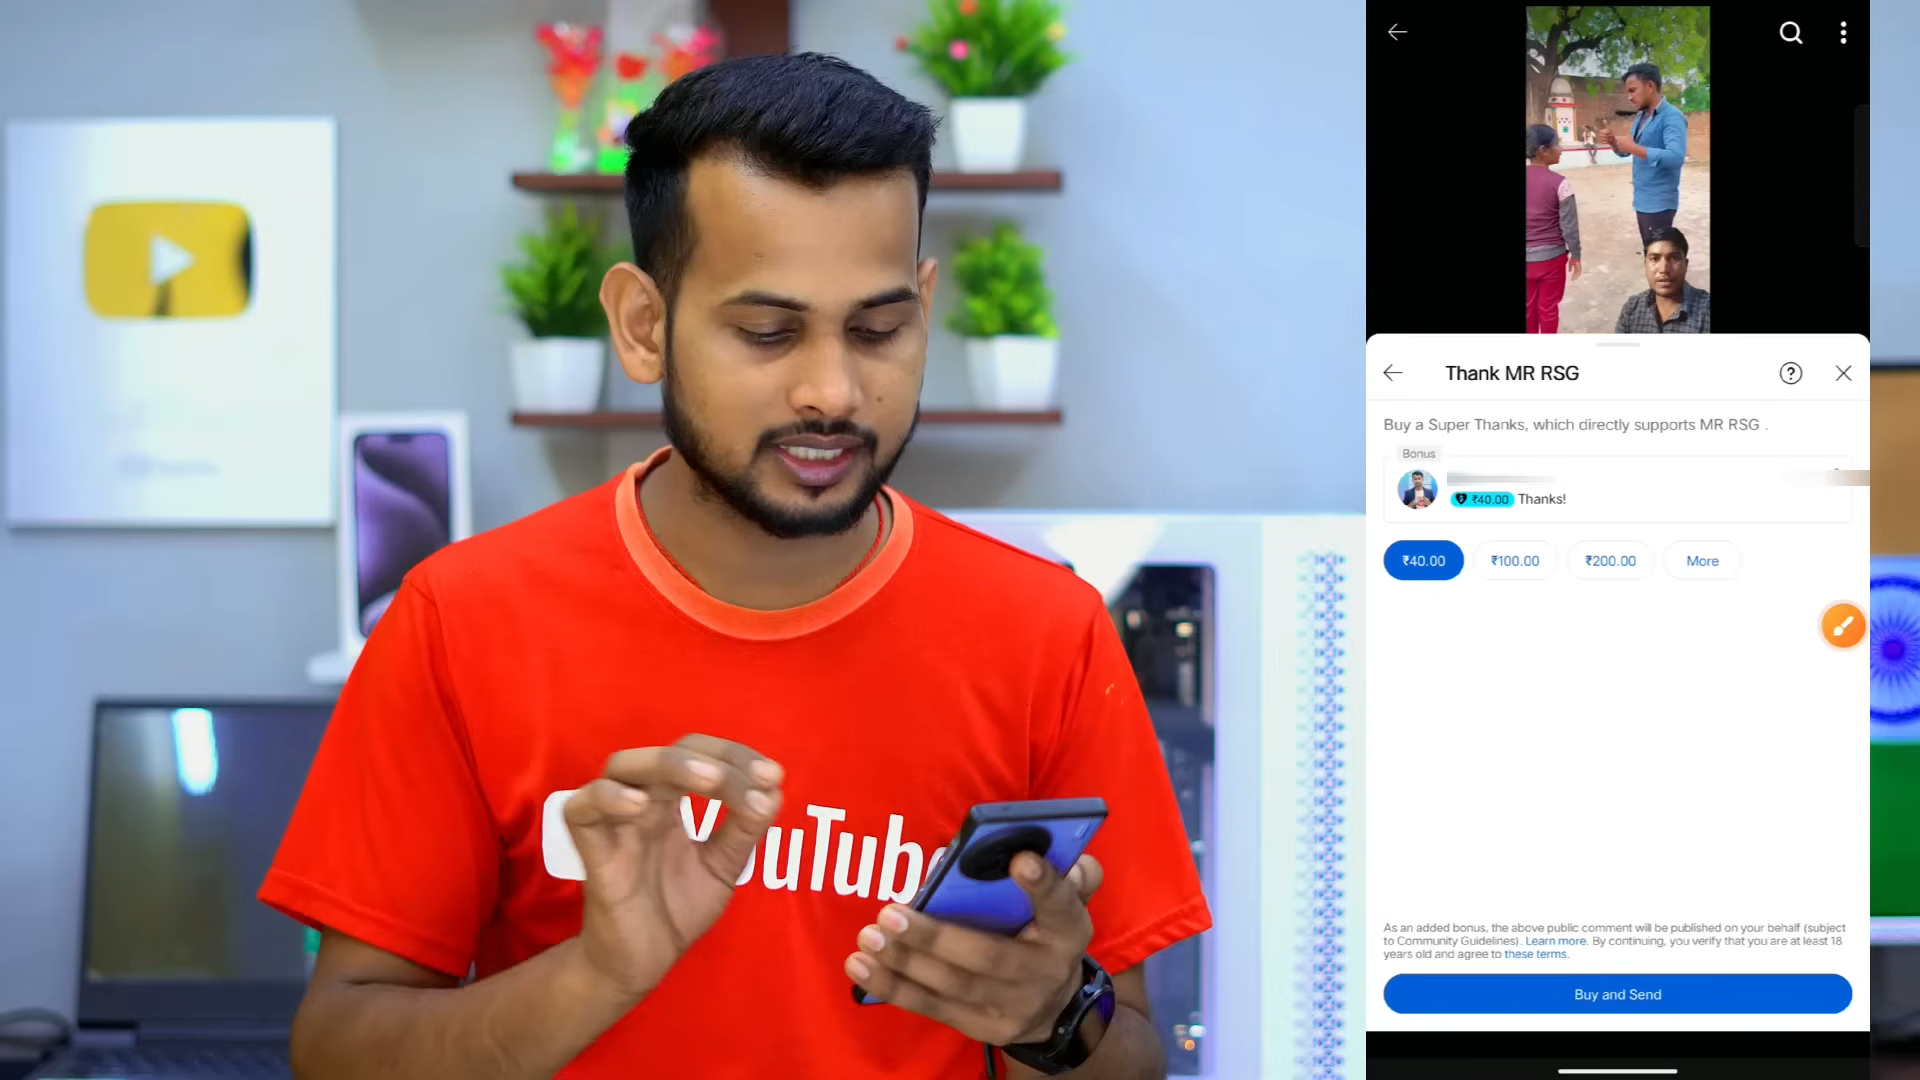 YouTube
Thank MR RSG
Buy a Super Thanks, which directly supports MR RSG .
Bonus
₹40.00 Thanks!
₹40.00 ₹100.00 ₹200.00 More
As an added bonus, the above public comment will be published on your behalf (subject
to Community Guidelines). Learn more. By continuing, you verify that you are at least 18
years old and agree to these terms.
Buy and Send